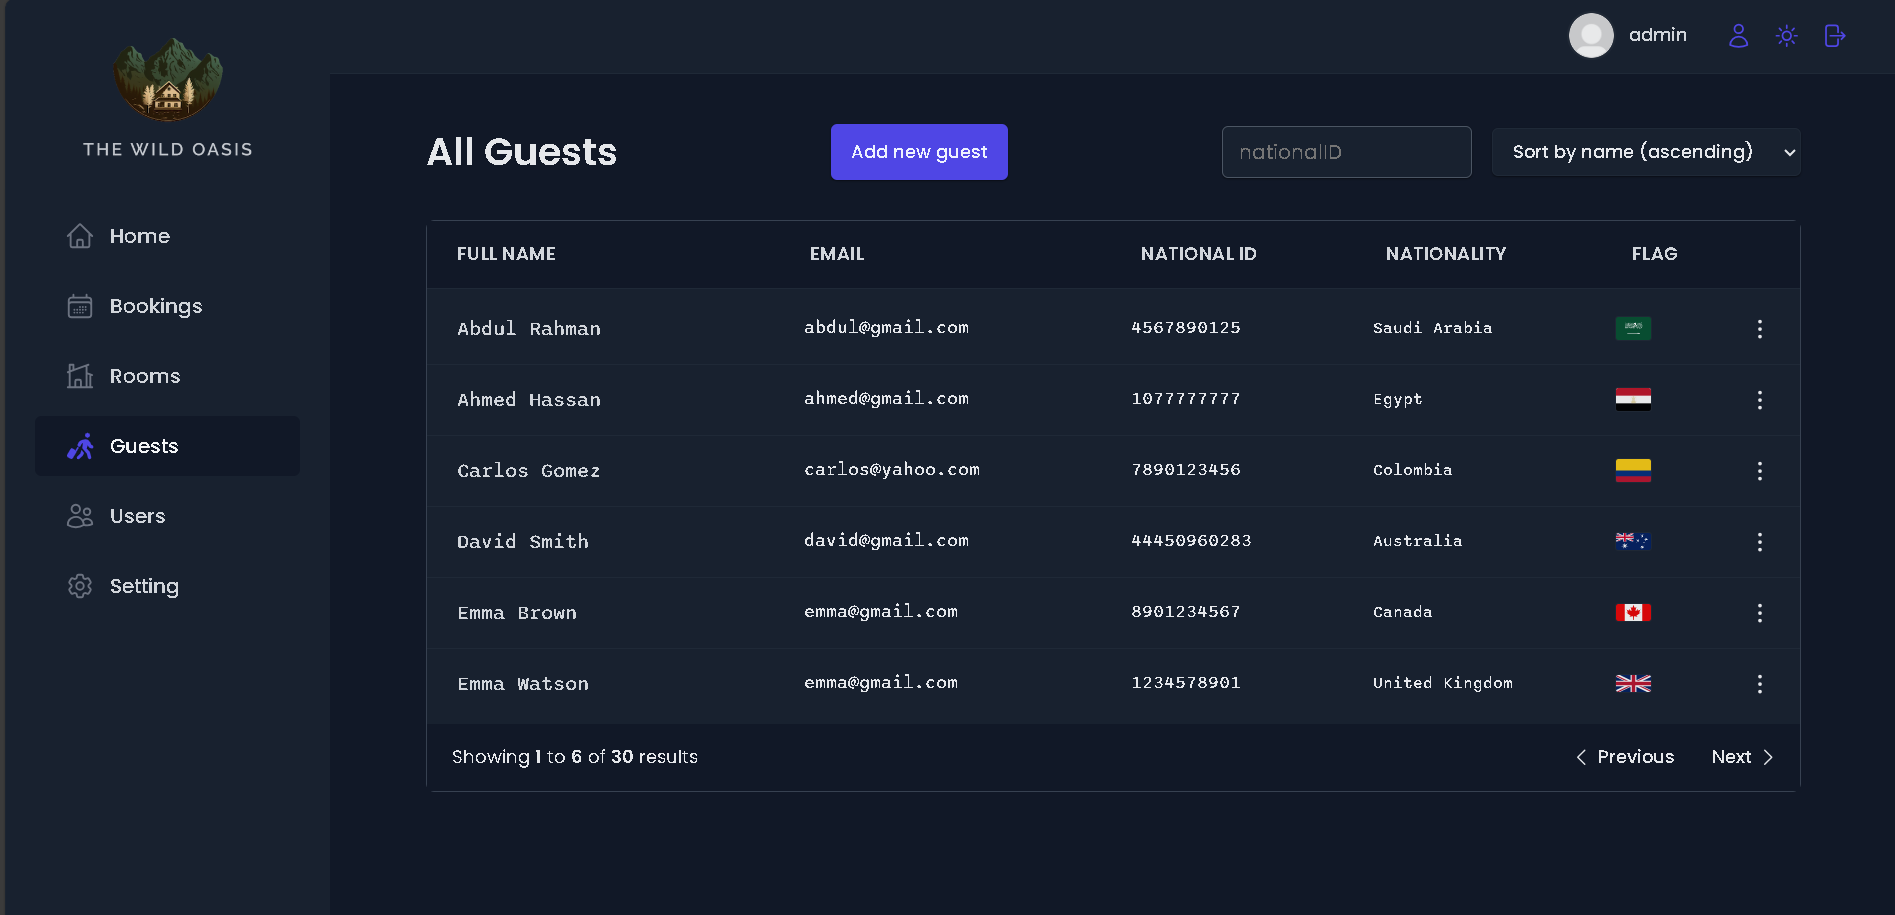 THE WILD OASIS
Home
Bookings
Rooms
Guests
Users
Setting
admin
All Guests
Add new guest
nationalID
Sort by name (ascending)
FULL NAME EMAIL NATIONAL ID NATIONALITY FLAG
Abdul Rahman abdul@gmail.com 4567890125 Saudi Arabia
Ahmed Hassan ahmed@gmail.com 1077777777 Egypt
Carlos Gomez carlos@yahoo.com 7890123456 Colombia
David Smith david@gmail.com 44450960283 Australia
Emma Brown emma@gmail.com 8901234567 Canada
Emma Watson emma@gmail.com 1234578901 United Kingdom
Showing 1 to 6 of 30 results
Previous Next